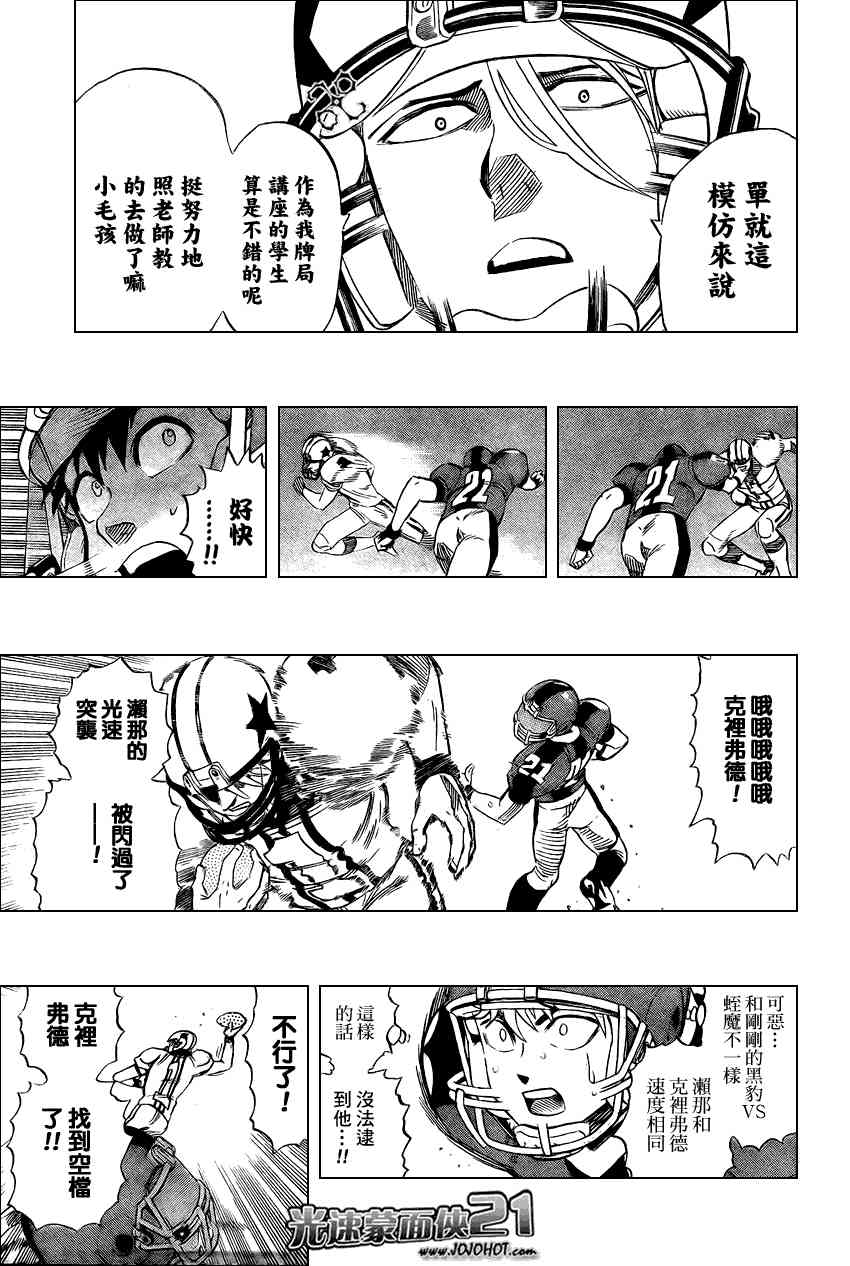 單就這
模仿來說
作為我牌局
講座的學生
算是不錯的呢
挺努力地
照老師教
的去做了嘛
小毛孩
21
21
好快
……!!
哦哦哦哦哦
克裡弗德！
21
瀨那的
光速
突襲
被閃過了
——！
可惡…
和剛剛的黑豹VS
蛭魔不一樣
瀨那和
克裡弗德
速度相同
這樣
的話
沒法逮
到他…!!
不行了！
克裡
弗德
找到空檔
了!!
光速蒙面俠21
www.JOJOHOT.com